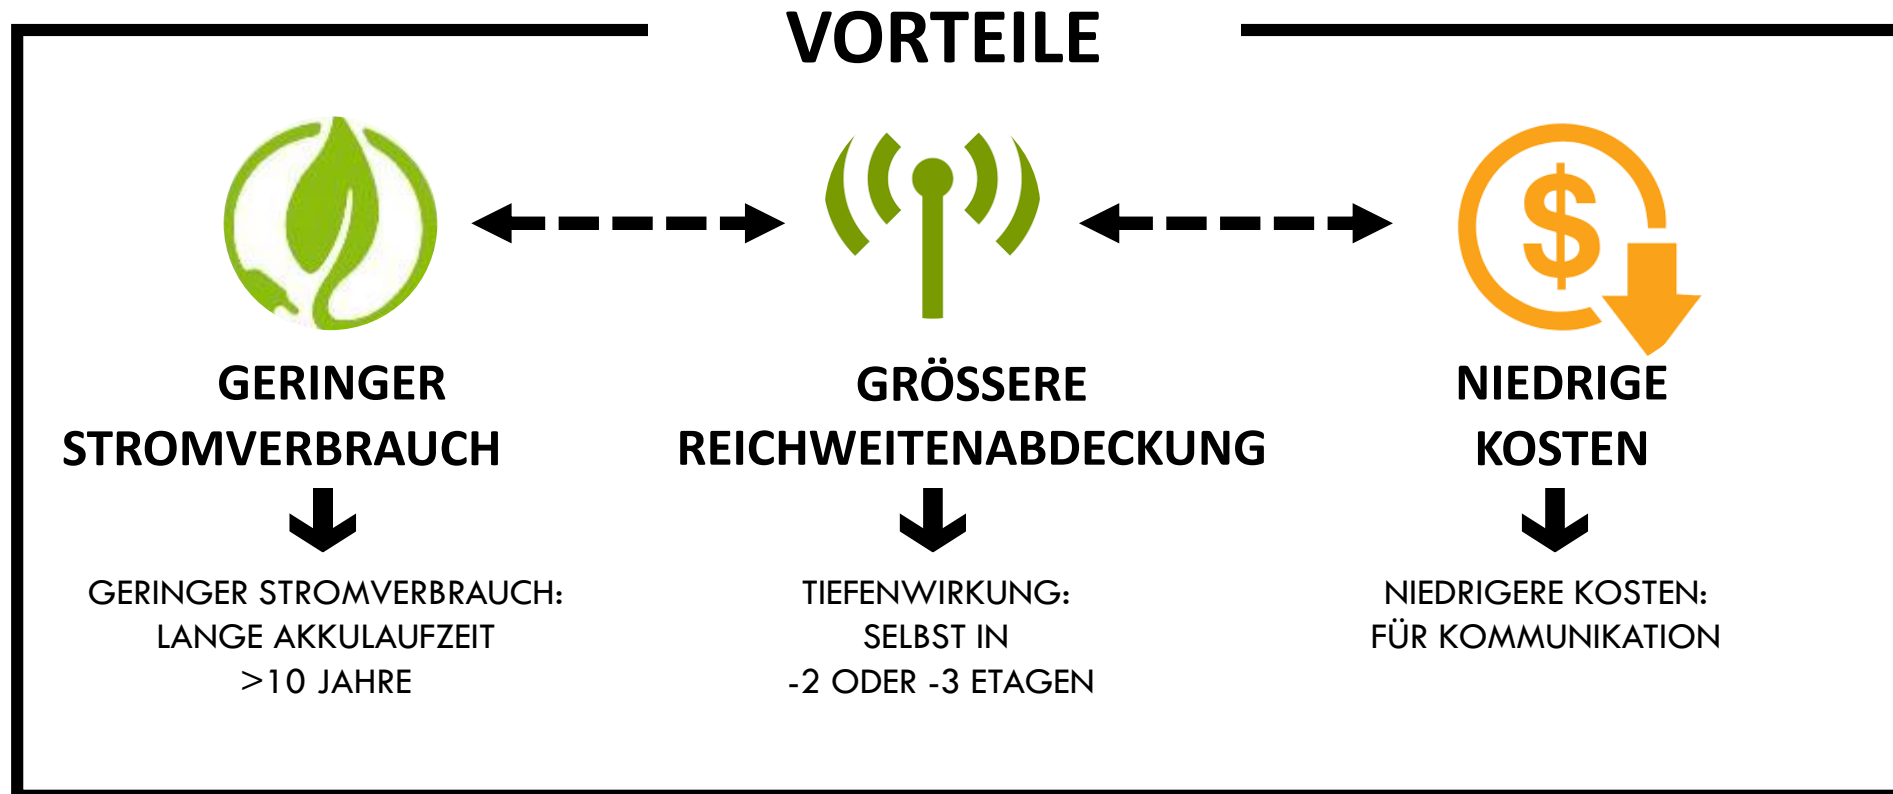 VORTEILE
$
GERINGER
STROMVERBRAUCH
GRÖSSERE
REICHWEITENABDECKUNG
NIEDRIGE
KOSTEN
GERINGER STROMVERBRAUCH:
LANGE AKKULAUFZEIT
>10 JAHRE
TIEFENWIRKUNG:
SELBST IN
-2 ODER -3 ETAGEN
NIEDRIGERE KOSTEN:
FÜR KOMMUNIKATION